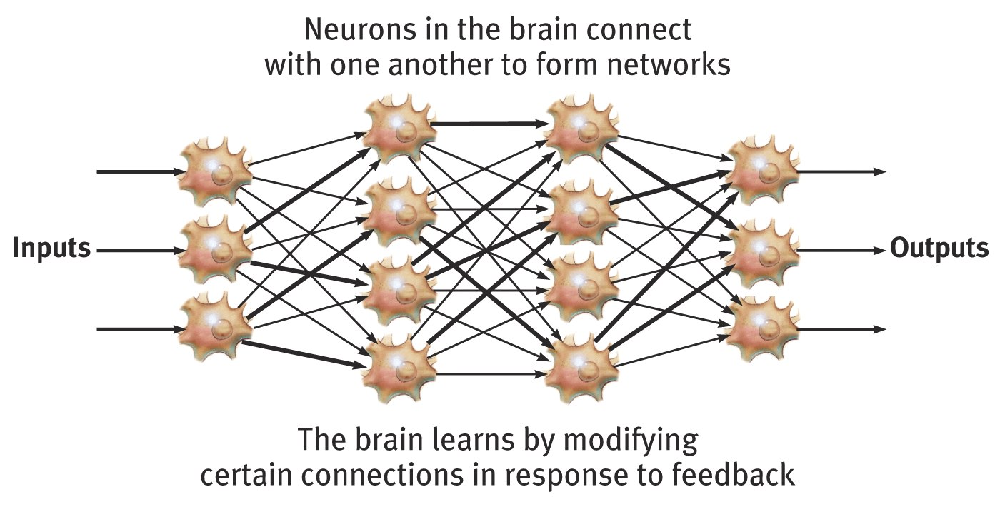 Neurons in the brain connect
with one another to form networks
Inputs
Outputs
The brain learns by modifying
certain connections in response to feedback